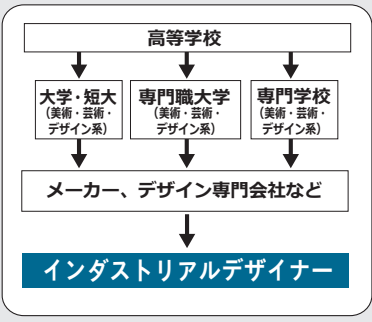 高等学校
大学・短大
（美術・芸術・
デザイン系）
専門職大学
（美術・芸術・
デザイン系）
専門学校
（美術・芸術・
デザイン系）
メーカー、デザイン専門会社など
インダストリアルデザイナー